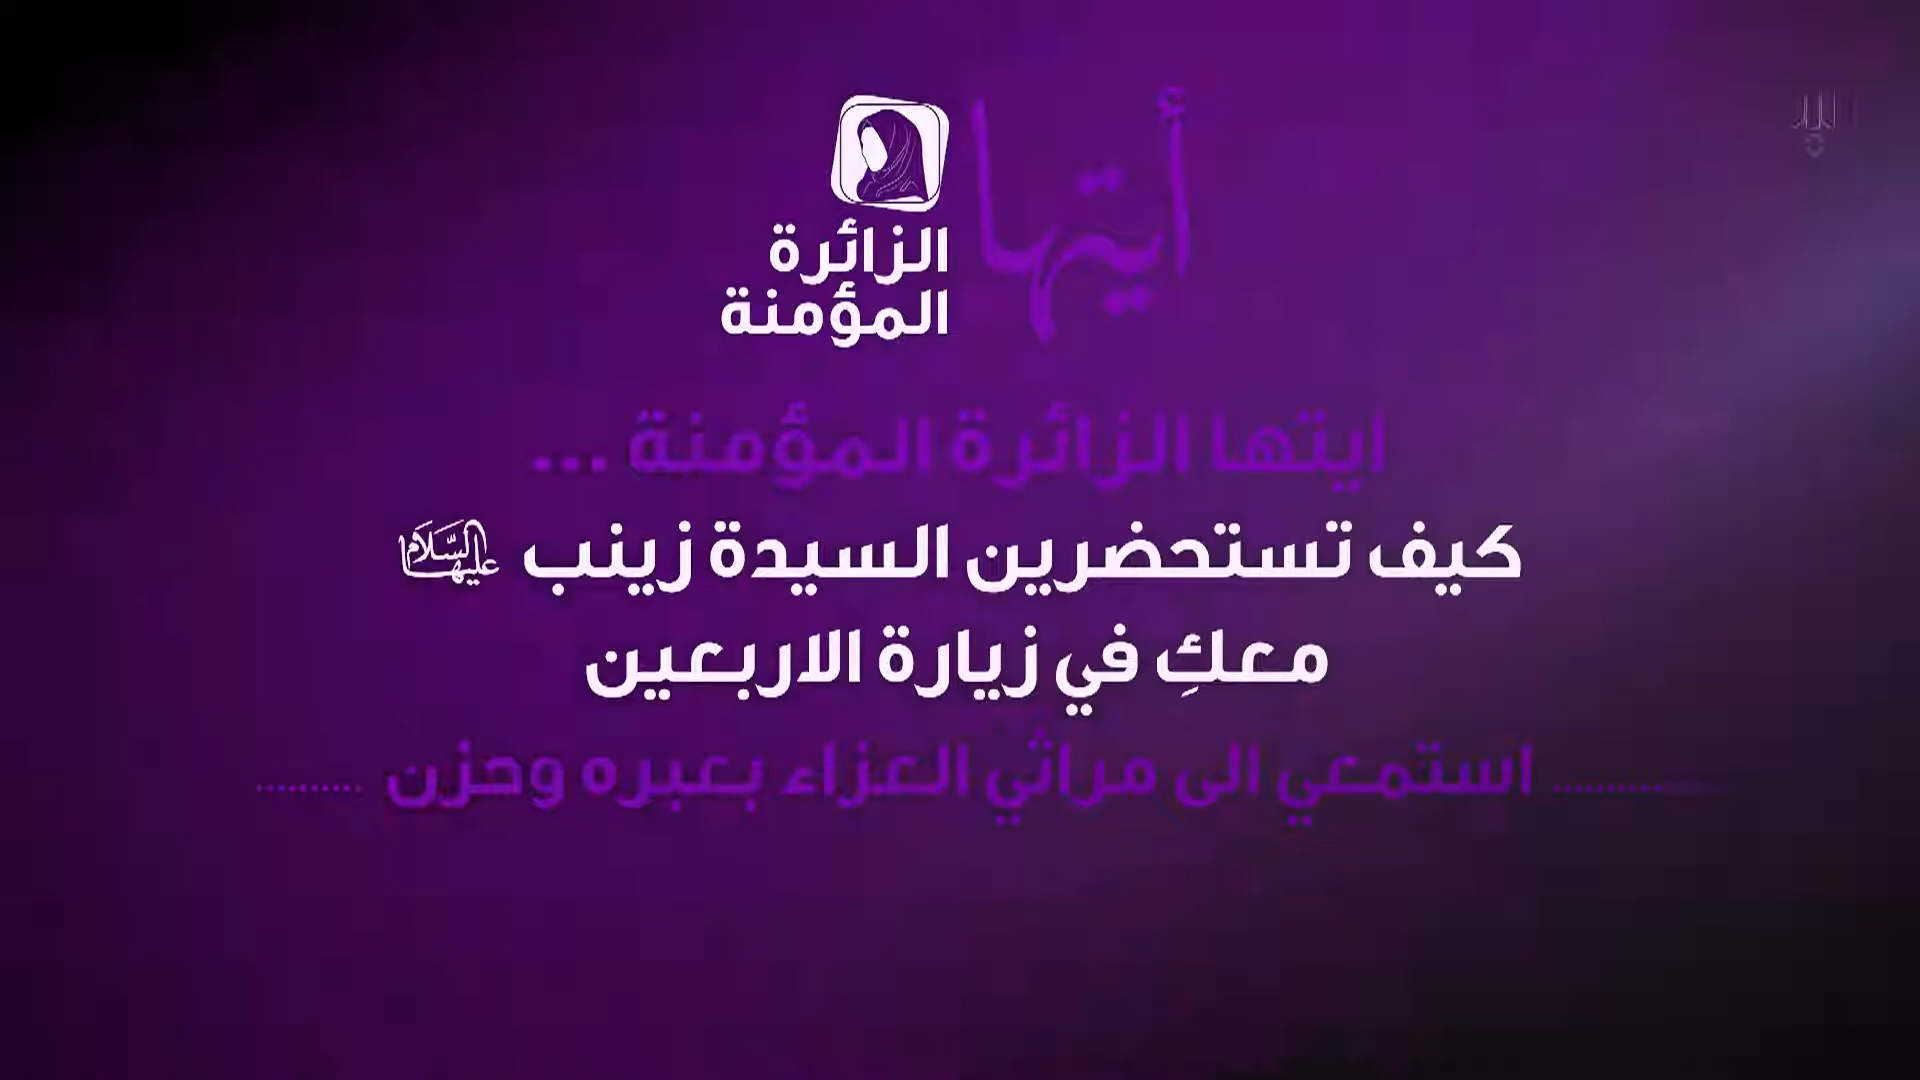 أيتها
الزائرة
المؤمنة
ايتها الزائرة المؤمنة ...
كيف تستحضرين السيدة زينب عليها السلام
معكِ في زيارة الاربعين
......... استمعي الى مراثي العزاء بعبره وحزن .........